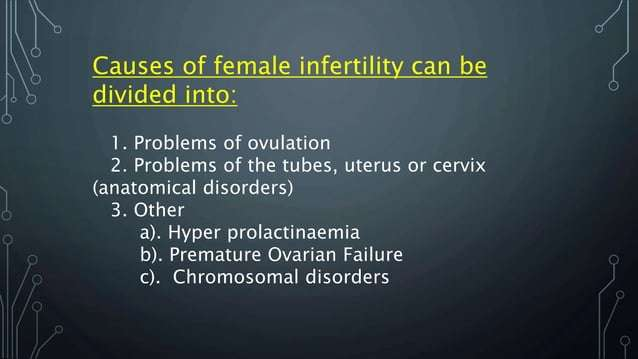 Causes of female infertility can be
divided into:
1. Problems of ovulation
2. Problems of the tubes, uterus or cervix
(anatomical disorders)
3. Other
a). Hyper prolactinaemia
b). Premature Ovarian Failure
c). Chromosomal disorders